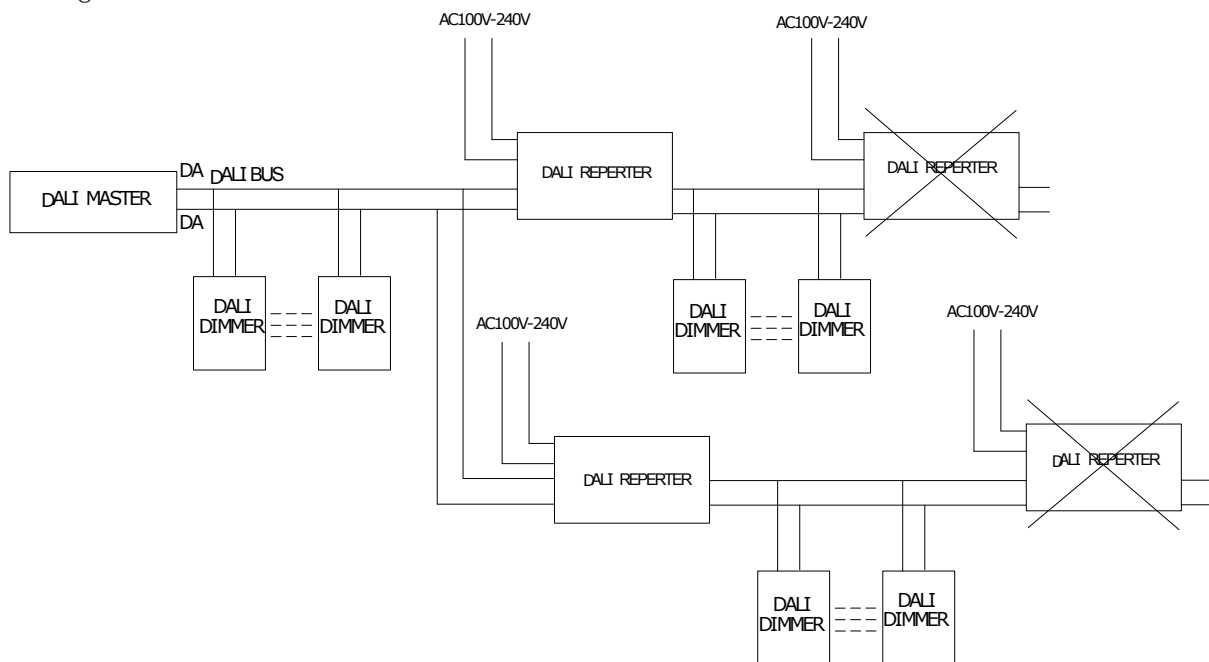 AC100V-240V
AC100V-240V
DA
DALI BUS
DALI REPERTER
DALI REPERTER
DALI MASTER
DA
DALI
DIMMER
DALI
DIMMER
DALI
DIMMER
DALI
DIMMER
AC100V-240V
AC100V-240V
DALI REPERTER
DALI REPERTER
DALI
DIMMER
DALI
DIMMER